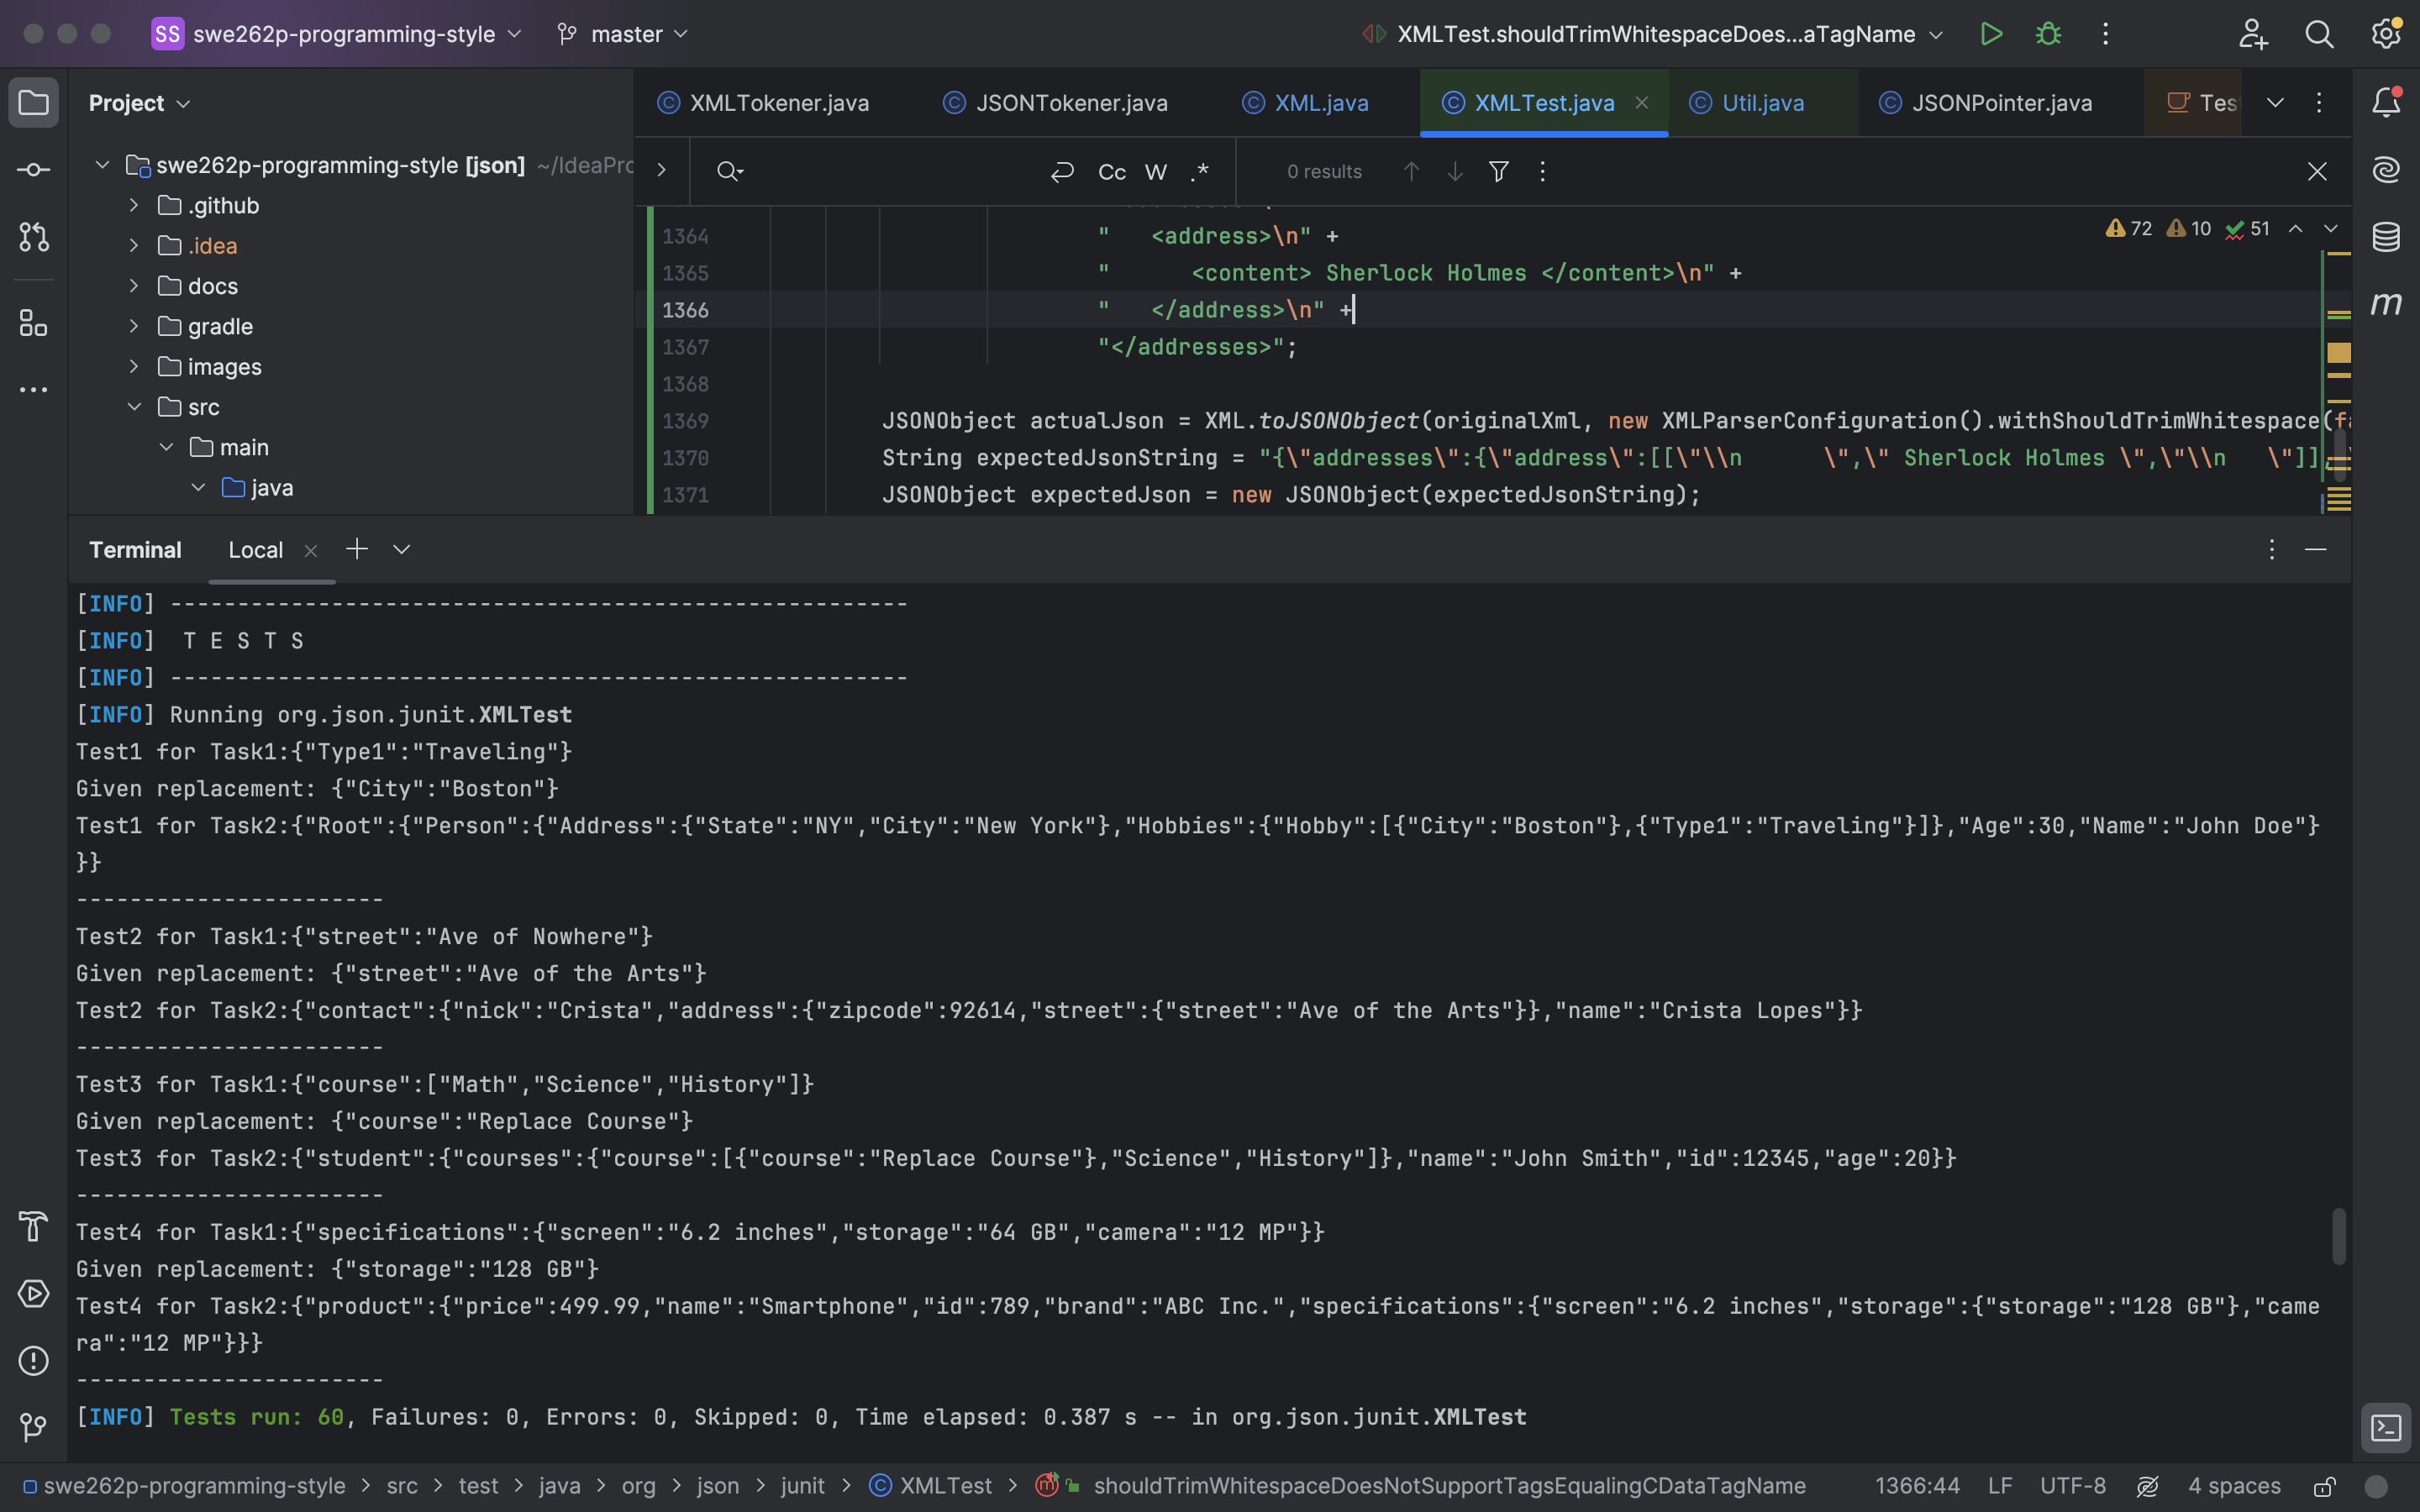 SS swe262p-programming-style master XMLTest.shouldTrimWhitespaceDoes...aTagName
Project
XMLTokener.java JSONTokener.java XML.java XMLTest.java Util.java JSONPointer.java Tes
swe262p-programming-style [json] ~/IdeaPro
.github
.idea
docs
gradle
images
src
main
java
Cc W .* 0 results
72 10 51
1364 "   <address>\n" +
1365 "      <content> Sherlock Holmes </content>\n" +
1366 "   </address>\n" +
1367 "</addresses>";
1368
1369 JSONObject actualJson = XML.toJSONObject(originalXml, new XMLParserConfiguration().withShouldTrimWhitespace(fa
1370 String expectedJsonString = "{\"addresses\":{\"address\":[[\"\\n      \",\" Sherlock Holmes \",\"\\n   \"]],
1371 JSONObject expectedJson = new JSONObject(expectedJsonString);
m
Terminal Local
[INFO] -------------------------------------------------------
[INFO]  T E S T S
[INFO] -------------------------------------------------------
[INFO] Running org.json.junit.XMLTest
Test1 for Task1:{"Type1":"Traveling"}
Given replacement: {"City":"Boston"}
Test1 for Task2:{"Root":{"Person":{"Address":{"State":"NY","City":"New York"},"Hobbies":{"Hobby":[{"City":"Boston"},{"Type1":"Traveling"}]},"Age":30,"Name":"John Doe"}
}}
-----------------------
Test2 for Task1:{"street":"Ave of Nowhere"}
Given replacement: {"street":"Ave of the Arts"}
Test2 for Task2:{"contact":{"nick":"Crista","address":{"zipcode":92614,"street":{"street":"Ave of the Arts"}},"name":"Crista Lopes"}}
-----------------------
Test3 for Task1:{"course":["Math","Science","History"]}
Given replacement: {"course":"Replace Course"}
Test3 for Task2:{"student":{"courses":{"course":[{"course":"Replace Course"},"Science","History"]},"name":"John Smith","id":12345,"age":20}}
-----------------------
Test4 for Task1:{"specifications":{"screen":"6.2 inches","storage":"64 GB","camera":"12 MP"}}
Given replacement: {"storage":"128 GB"}
Test4 for Task2:{"product":{"price":499.99,"name":"Smartphone","id":789,"brand":"ABC Inc.","specifications":{"screen":"6.2 inches","storage":{"storage":"128 GB"},"came
ra":"12 MP"}}}
-----------------------
[INFO] Tests run: 60, Failures: 0, Errors: 0, Skipped: 0, Time elapsed: 0.387 s -- in org.json.junit.XMLTest
swe262p-programming-style > src > test > java > org > json > junit > XMLTest > shouldTrimWhitespaceDoesNotSupportTagsEqualingCDataTagName 1366:44 LF UTF-8 4 spaces